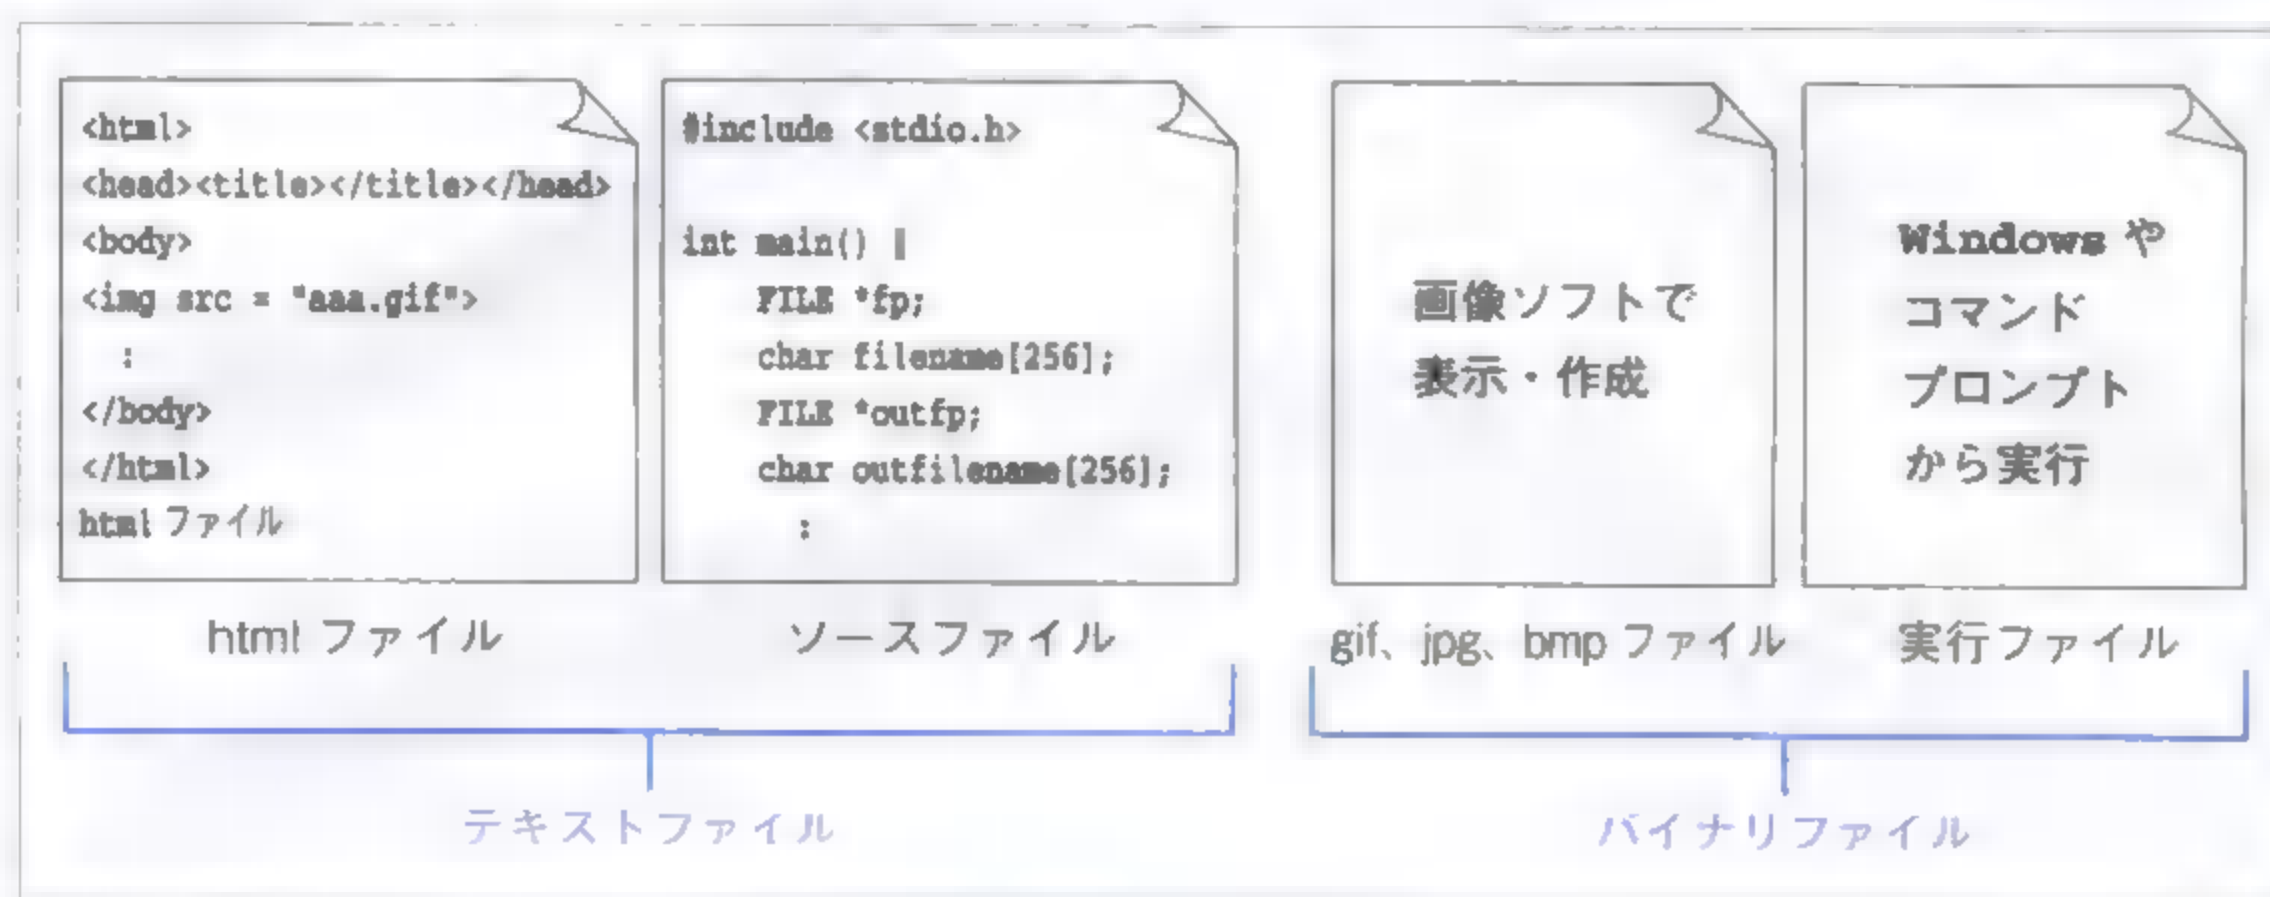 <html>
<head><title></title></head>
<body>
<img src = "aaa.gif">
:
</body>
</html>
html ファイル
html ファイル
#include <stdio.h>
int main() {
FILE *fp;
char filename[256];
FILE *outfp;
char outfilename[256];
:
ソースファイル
テキストファイル
画像ソフトで
表示・作成
gif、jpg、bmp ファイル
Windows や
コマンド
プロンプト
から実行
実行ファイル
バイナリファイル